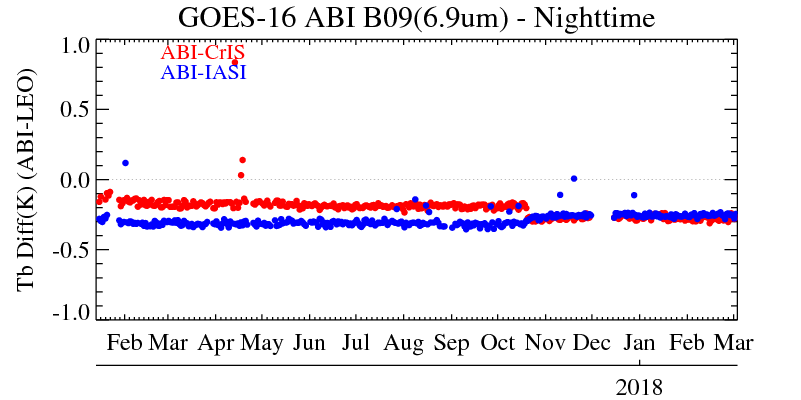 GOES-16 ABI B09(6.9um) - Nighttime
ABI-CrIS
ABI-IASI
Tb Diff(K) (ABI-LEO)
1.0
0.5
0.0
-0.5
-1.0
Feb Mar Apr May Jun Jul Aug Sep Oct Nov Dec Jan Feb Mar
2018